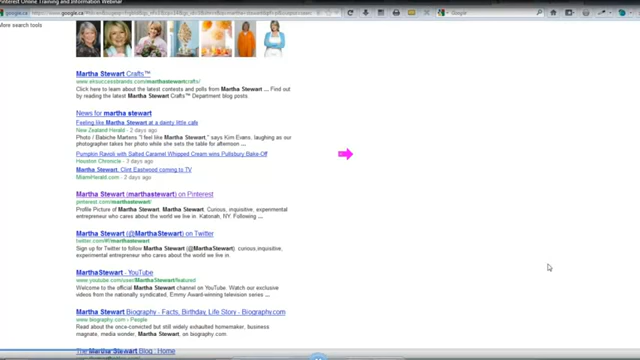 Pinterest Online Training and Information Webinar
google.ca
Google
More search tools
Martha Stewart Crafts™
www.eksuccessbrands.com/marthastewartcrafts/
Click here to learn about the latest contests and polls from Martha Stewart ... Find out
by reading the latest Martha Stewart Crafts Department blog posts.
News for martha stewart
Feeling like Martha Stewart at a dainty little cafe
New Zealand Herald - 2 days ago
Photo / Babiche Martens "I feel like Martha Stewart," says Kim Evans, laughing as our
photographer takes her photo while she sets the table for afternoon ...
Pumpkin Ravioli with Salted Caramel Whipped Cream wins Pillsbury Bake-Off
Houston Chronicle - 3 days ago
Martha Stewart, Clint Eastwood coming to TV
MiamiHerald.com - 2 days ago
Martha Stewart (marthastewart) on Pinterest
pinterest.com/marthastewart/
Profile Picture of Martha Stewart. Martha Stewart. Curious, inquisitive, experimental
entrepreneur who cares about the world we live in. Katonah, NY. Following ...
Martha Stewart (@MarthaStewart) on Twitter
twitter.com/#!/marthastewart
Sign up for Twitter to follow Martha Stewart (@MarthaStewart). curious,inquisitive,
experimental entrepreneur who cares about the world we live in.
MarthaStewart - YouTube
www.youtube.com/user/MarthaStewart/featured
Welcome to the official Martha Stewart channel on YouTube. Watch our exclusive
videos from the nationally syndicated, Emmy Award-winning television series ...
Martha Stewart Biography - Facts, Birthday, Life Story - Biography.com
www.biography.com › People
Read about the once-convicted but still widely exhausted homemaker, business
magnate, media wonder, Martha Stewart, on biography.com.
The Martha Stewart Blog : Home